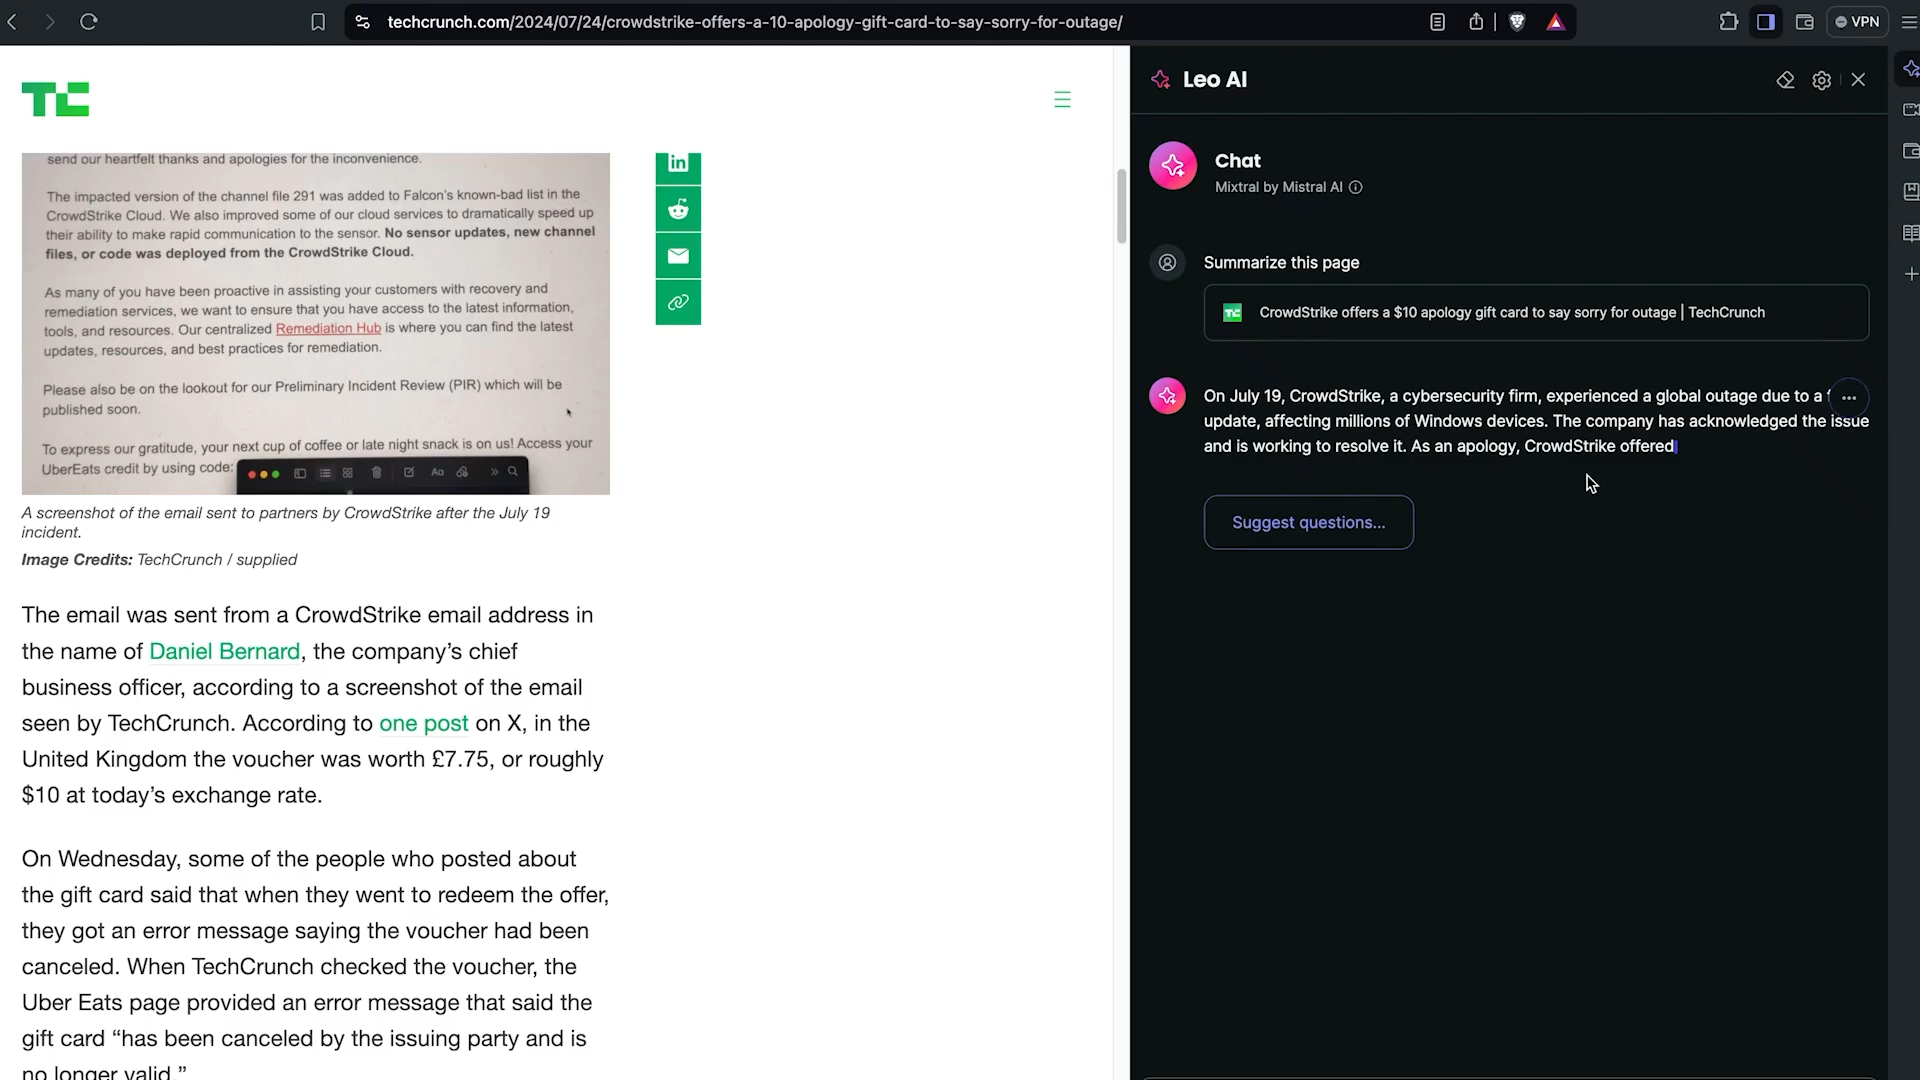 techcrunch.com/2024/07/24/crowdstrike-offers-a-10-apology-gift-card-to-say-sorry-for-outage/
VPN
TC
send our heartfelt thanks and apologies for the inconvenience.
The impacted version of the channel file 291 was added to Falcon's known-bad list in the
CrowdStrike Cloud. We also improved some of our cloud services to dramatically speed up
their ability to make rapid communication to the sensor. No sensor updates, new channel
files, or code was deployed from the CrowdStrike Cloud.
As many of you have been proactive in assisting your customers with recovery and
remediation services, we want to ensure that you have access to the latest information,
tools, and resources. Our centralized Remediation Hub is where you can find the latest
updates, resources, and best practices for remediation.
Please also be on the lookout for our Preliminary Incident Review (PIR) which will be
published soon.
To express our gratitude, your next cup of coffee or late night snack is on us! Access your
UberEats credit by using code:
Aa
in
A screenshot of the email sent to partners by CrowdStrike after the July 19
incident.
Image Credits: TechCrunch / supplied
The email was sent from a CrowdStrike email address in
the name of Daniel Bernard, the company’s chief
business officer, according to a screenshot of the email
seen by TechCrunch. According to one post on X, in the
United Kingdom the voucher was worth £7.75, or roughly
$10 at today’s exchange rate.
On Wednesday, some of the people who posted about
the gift card said that when they went to redeem the offer,
they got an error message saying the voucher had been
canceled. When TechCrunch checked the voucher, the
Uber Eats page provided an error message that said the
gift card “has been canceled by the issuing party and is
no longer valid.”
Leo AI
Chat
Mixtral by Mistral AI
Summarize this page
TC CrowdStrike offers a $10 apology gift card to say sorry for outage | TechCrunch
On July 19, CrowdStrike, a cybersecurity firm, experienced a global outage due to a
update, affecting millions of Windows devices. The company has acknowledged the issue
and is working to resolve it. As an apology, CrowdStrike offered
Suggest questions...